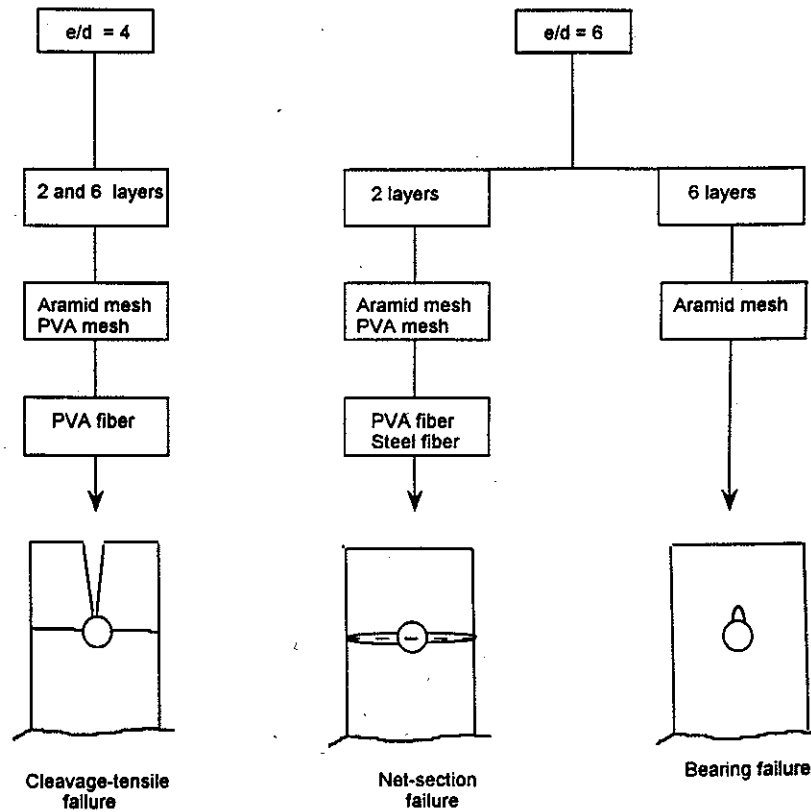 e/d = 4
e/d = 6
2 and 6 layers
2 layers
6 layers
Aramid mesh
PVA mesh
Aramid mesh
PVA mesh
Aramid mesh
PVA fiber
PVA fiber
Steel fiber
Cleavage-tensile
failure
Net-section
failure
Bearing failure